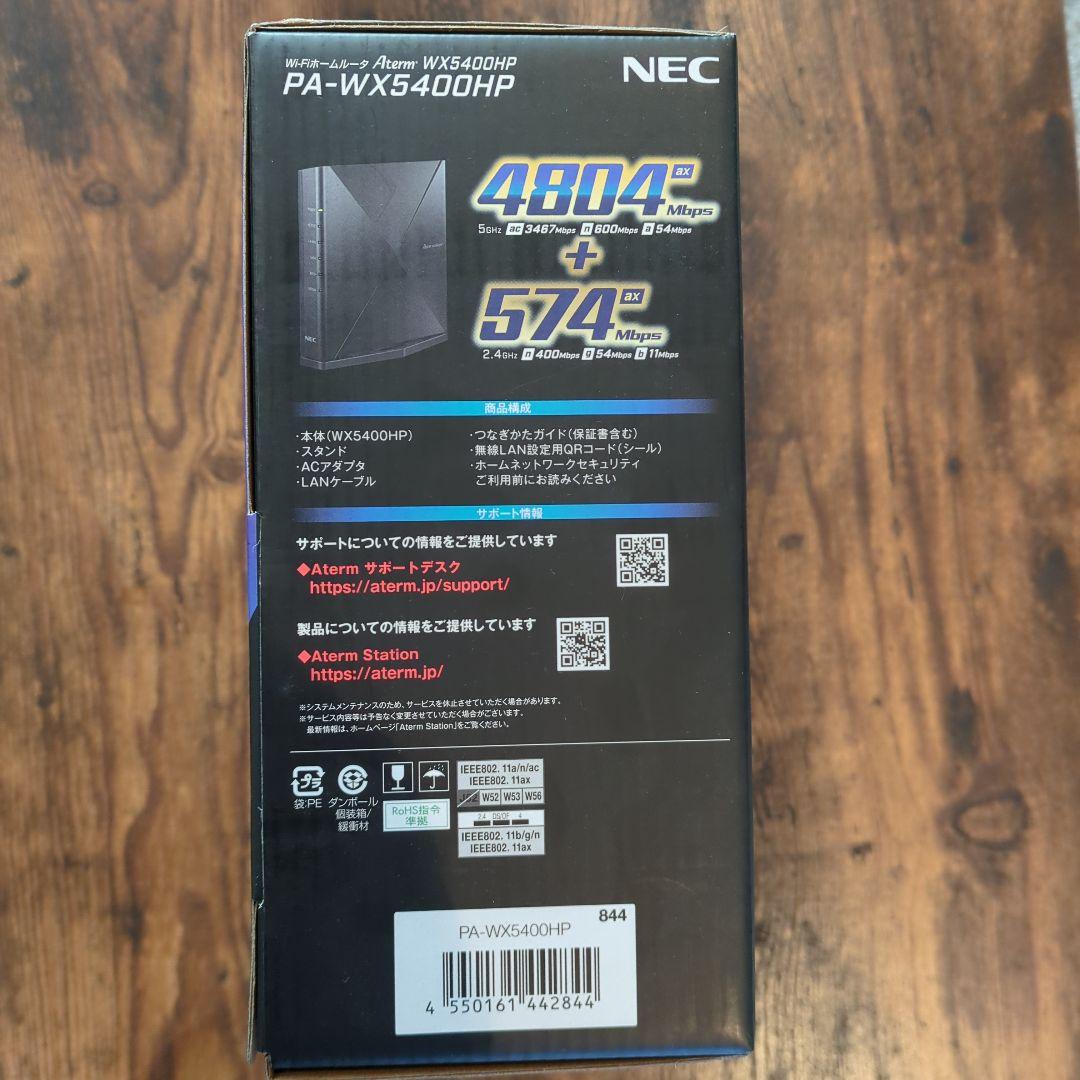 Wi-Fiホームルータ Aterm WX5400HP
PA-WX5400HP
NEC
4804 ax Mbps
5GHz ac 3467Mbps n 600Mbps a 54Mbps
+
574 ax Mbps
2.4GHz n 400Mbps g 54Mbps b 11Mbps
NEC
商品構成
・本体(WX5400HP)
・スタンド
・ACアダプタ
・LANケーブル
・つなぎかたガイド(保証書含む)
・無線LAN設定用QRコード(シール)
・ホームネットワークセキュリティ
ご利用前にお読みください
サポート情報
サポートについての情報をご提供しています
◆Aterm サポートデスク
https://aterm.jp/support/
製品についての情報をご提供しています
◆Aterm Station
https://aterm.jp/
※システムメンテナンスのため、サービスを休止させていただく場合があります。
※サービス内容等は予告なく変更させていただく場合がございます。
最新情報は、ホームページ「Aterm Station」をご覧ください。
プラ
袋:PE
ダンボール
個装箱/
緩衝材
RoHS指令
準拠
IEEE802. 11a/n/ac
IEEE802. 11ax
J52 W52 W53 W56
2.4 DS/OF 4
IEEE802. 11b/g/n
IEEE802. 11ax
844
PA-WX5400HP
4 550161 442844